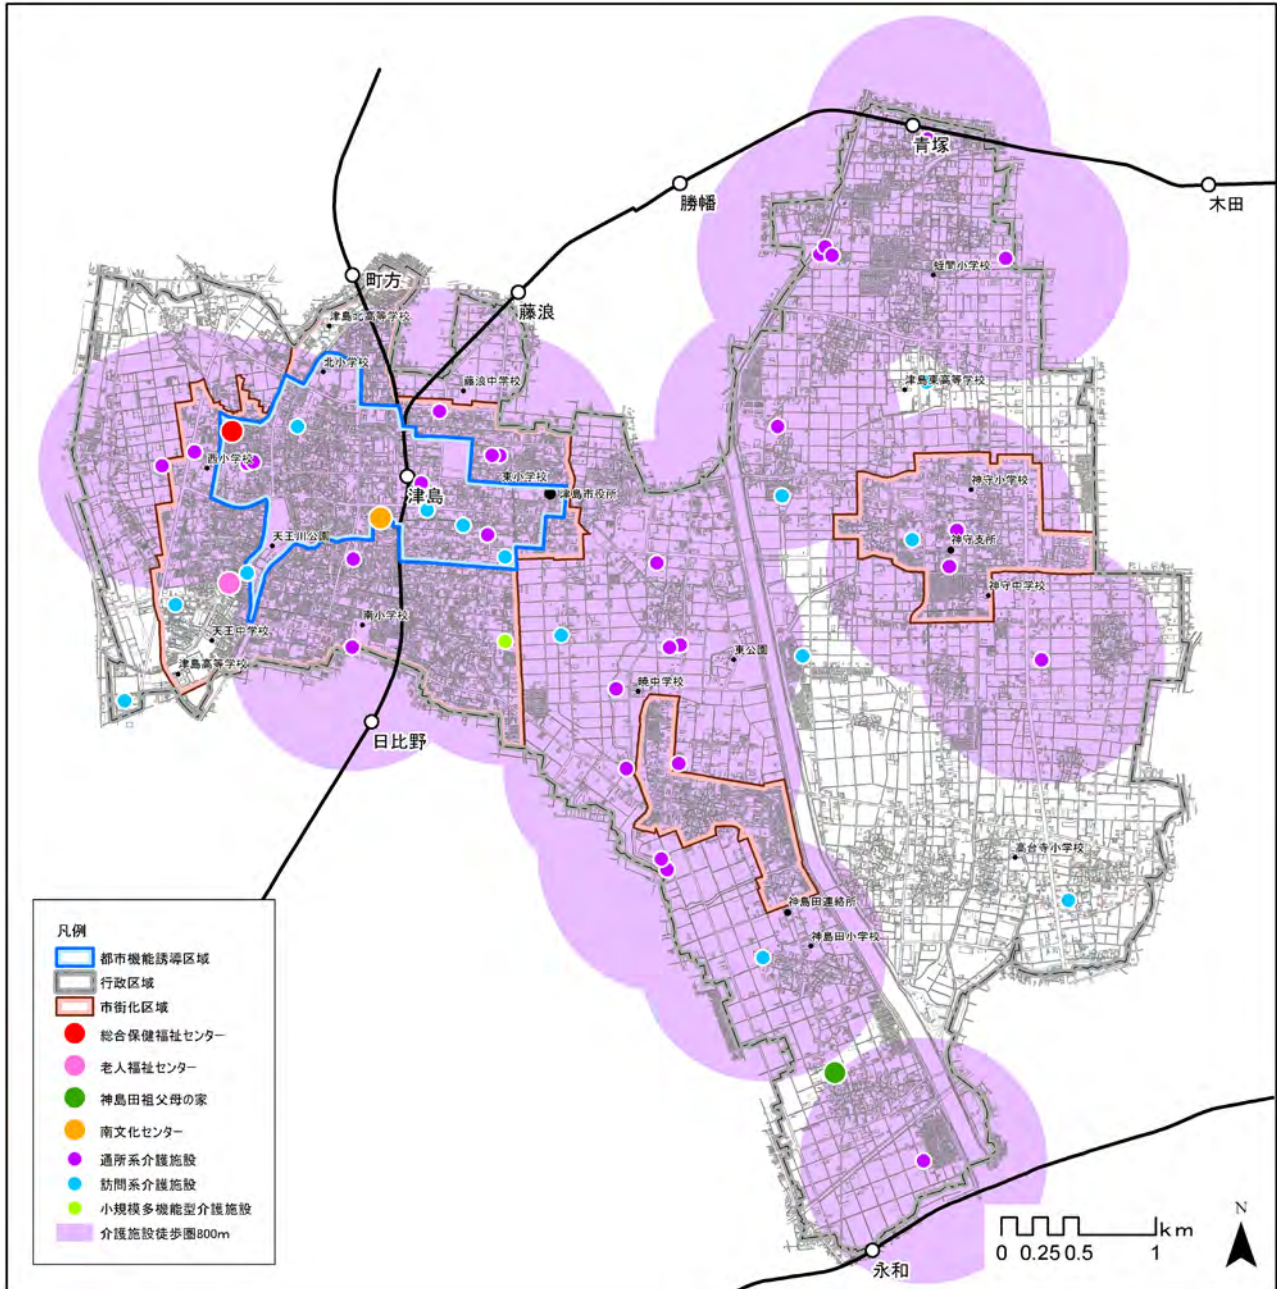 青塚
木田
勝幡
町方
藤浪
蛭間小学校
津島北高等学校
北小学校
藤浪中学校
津島東高等学校
西小学校
東小学校
神守小学校
津島
津島市役所
天王川公園
神守支所
神守中学校
南小学校
天王中学校
東公園
津島高等学校
暁中学校
日比野
高台寺小学校
神島田連絡所
神島田小学校
永和
凡例
都市機能誘導区域
行政区域
市街化区域
総合保健福祉センター
老人福祉センター
神島田祖父母の家
南文化センター
通所系介護施設
訪問系介護施設
小規模多機能型介護施設
介護施設徒歩圏800m
km
0 0.25 0.5 1
N